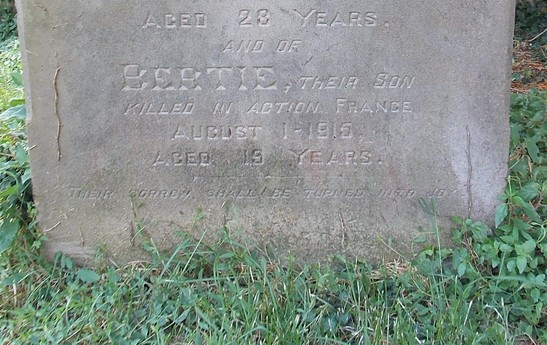 AGED 23 YEARS.
AND OF
BERTIE, THEIR SON
KILLED IN ACTION, FRANCE
AUGUST 1 - 1916.
AGED 19 YEARS.
THEIR SORROW SHALL BE TURNED INTO JOY.